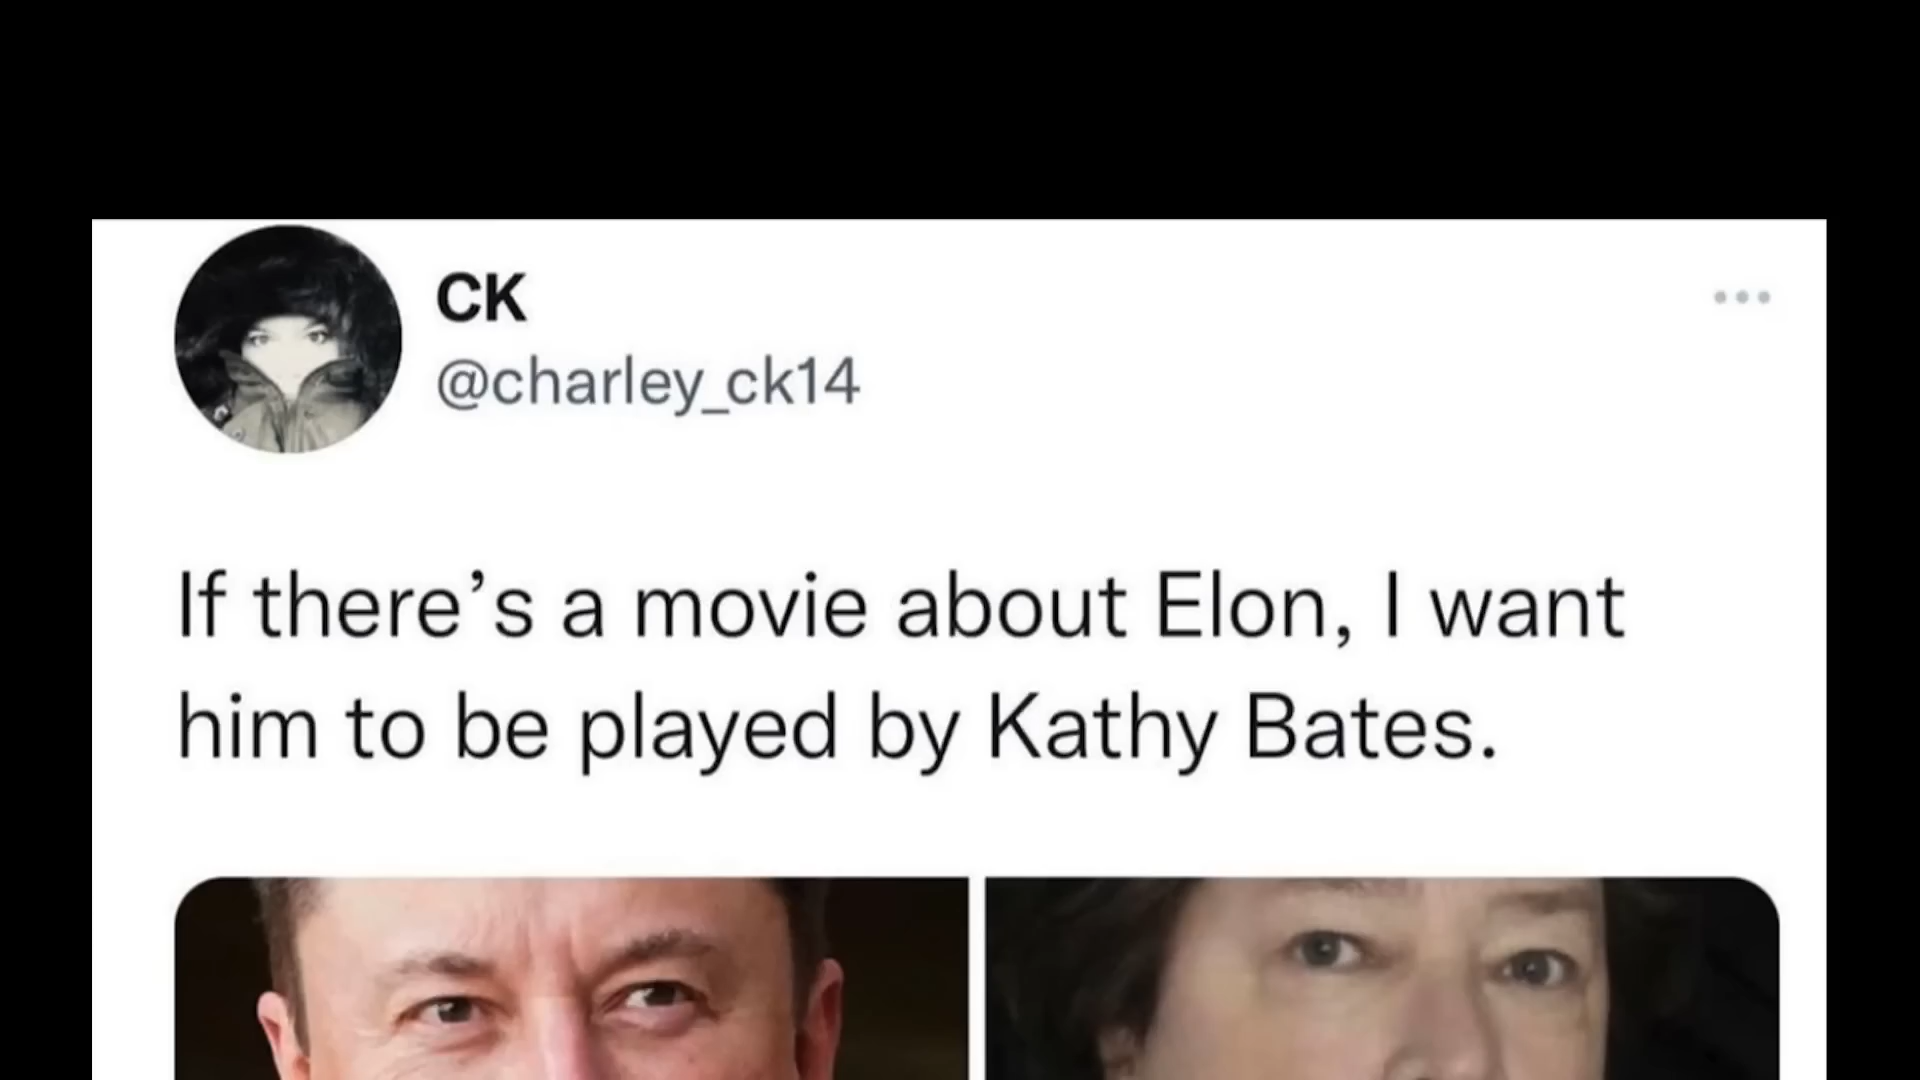 CK
@charley_ck14
If there’s a movie about Elon, I want
him to be played by Kathy Bates.